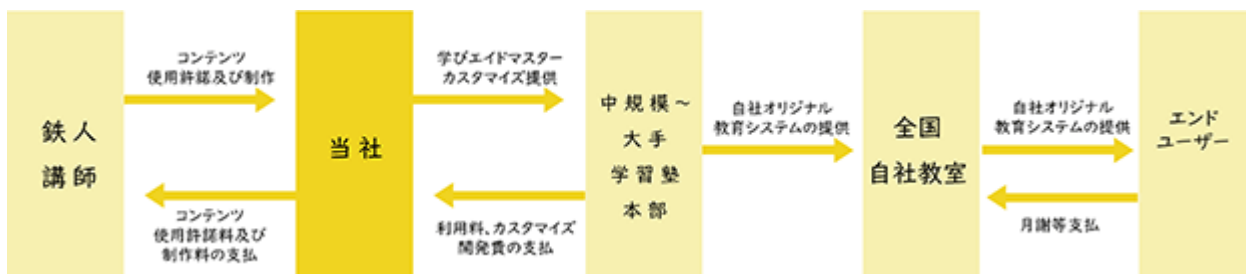 鉄人
講師
コンテンツ
使用許諾及び制作
コンテンツ
使用許諾料及び
制作料の支払
当社
学びエイドマスター
カスタマイズ提供
利用料、カスタマイズ
開発費の支払
中規模～
大手
学習塾
本部
自社オリジナル
教育システムの提供
全国
自社教室
自社オリジナル
教育システムの提供
月謝等支払
エンド
ユーザー